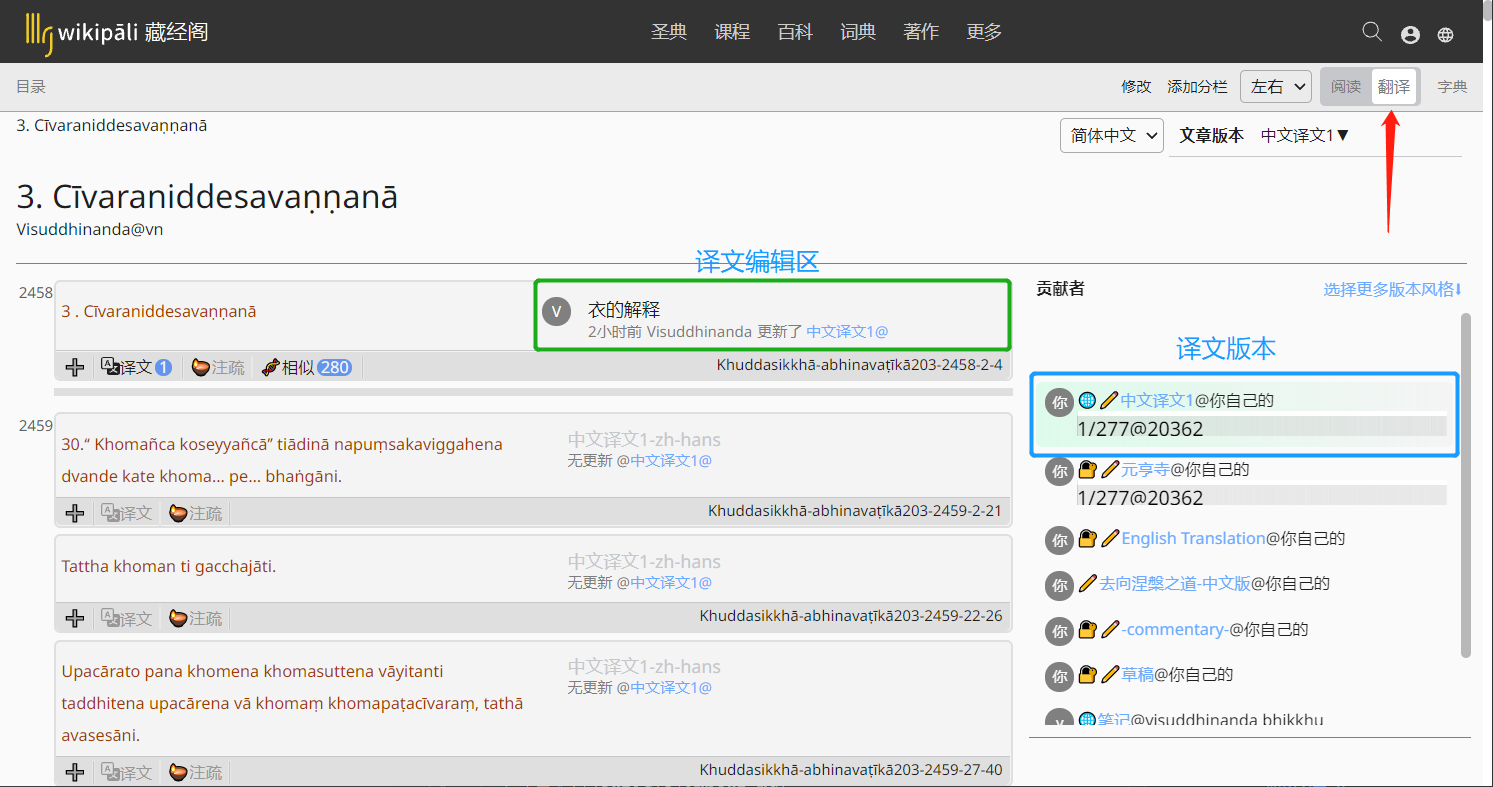 wikipāli 藏经阁
圣典 课程 百科 词典 著作 更多
目录
修改 添加分栏 左右 阅读 翻译 字典
3. Cīvaraniddesavaṇṇanā
简体中文 文章版本 中文译文1▼
3. Cīvaraniddesavaṇṇanā
Visuddhinanda@vn
译文编辑区
2458
3 . Cīvaraniddesavaṇṇanā
V
衣的解释
2小时前 Visuddhinanda 更新了 中文译文1@
译文 1 注疏 相似 280
Khuddasikkhā-abhinavaṭīkā203-2458-2-4
2459
30.“ Khomañca koseyyañcā” tiādinā napuṃsakaviggahena
dvande kate khoma... pe... bhaṅgāni.
中文译文1-zh-hans
无更新 @中文译文1@
译文 注疏
Khuddasikkhā-abhinavaṭīkā203-2459-2-21
Tattha khoman ti gacchajāti.
中文译文1-zh-hans
无更新 @中文译文1@
译文 注疏
Khuddasikkhā-abhinavaṭīkā203-2459-22-26
Upacārato pana khomena khomasuttena vāyitanti
taddhitena upacārena vā khomaṃ khomapaṭacīvaraṃ, tathā
avasesāni.
中文译文1-zh-hans
无更新 @中文译文1@
译文 注疏
Khuddasikkhā-abhinavaṭīkā203-2459-27-40
贡献者
选择更多版本风格⬇
译文版本
你 中文译文1@你自己的
1/277@20362
你 元亨寺@你自己的
1/277@20362
你 English Translation@你自己的
你 去向涅槃之道-中文版@你自己的
你 -commentary-@你自己的
你 草稿@你自己的
v 笔记@visuddhinanda bhikkhu